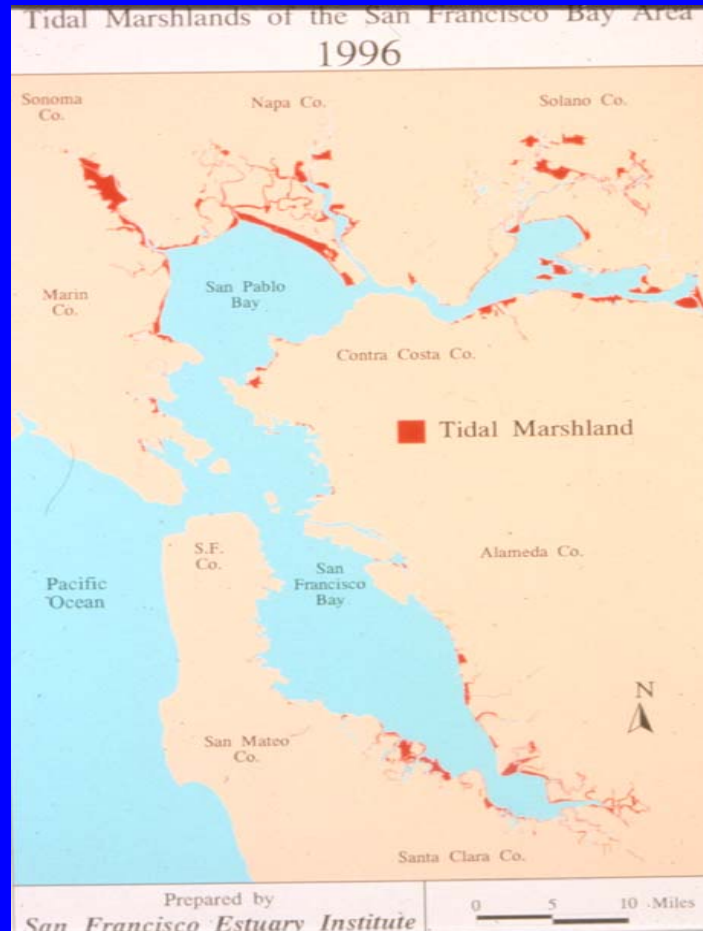 Tidal Marshlands of the San Francisco Bay Area
1996
Sonoma
Co.
Napa Co.
Solano Co.
San Pablo
Bay
Marin
Co.
Contra Costa Co.
Tidal Marshland
S.F.
Co.
San
Francisco
Bay
Alameda Co.
Pacific
Ocean
N
San Mateo
Co.
Santa Clara Co.
Prepared by
San Francisco Estuary Institute
0 5 10 Miles